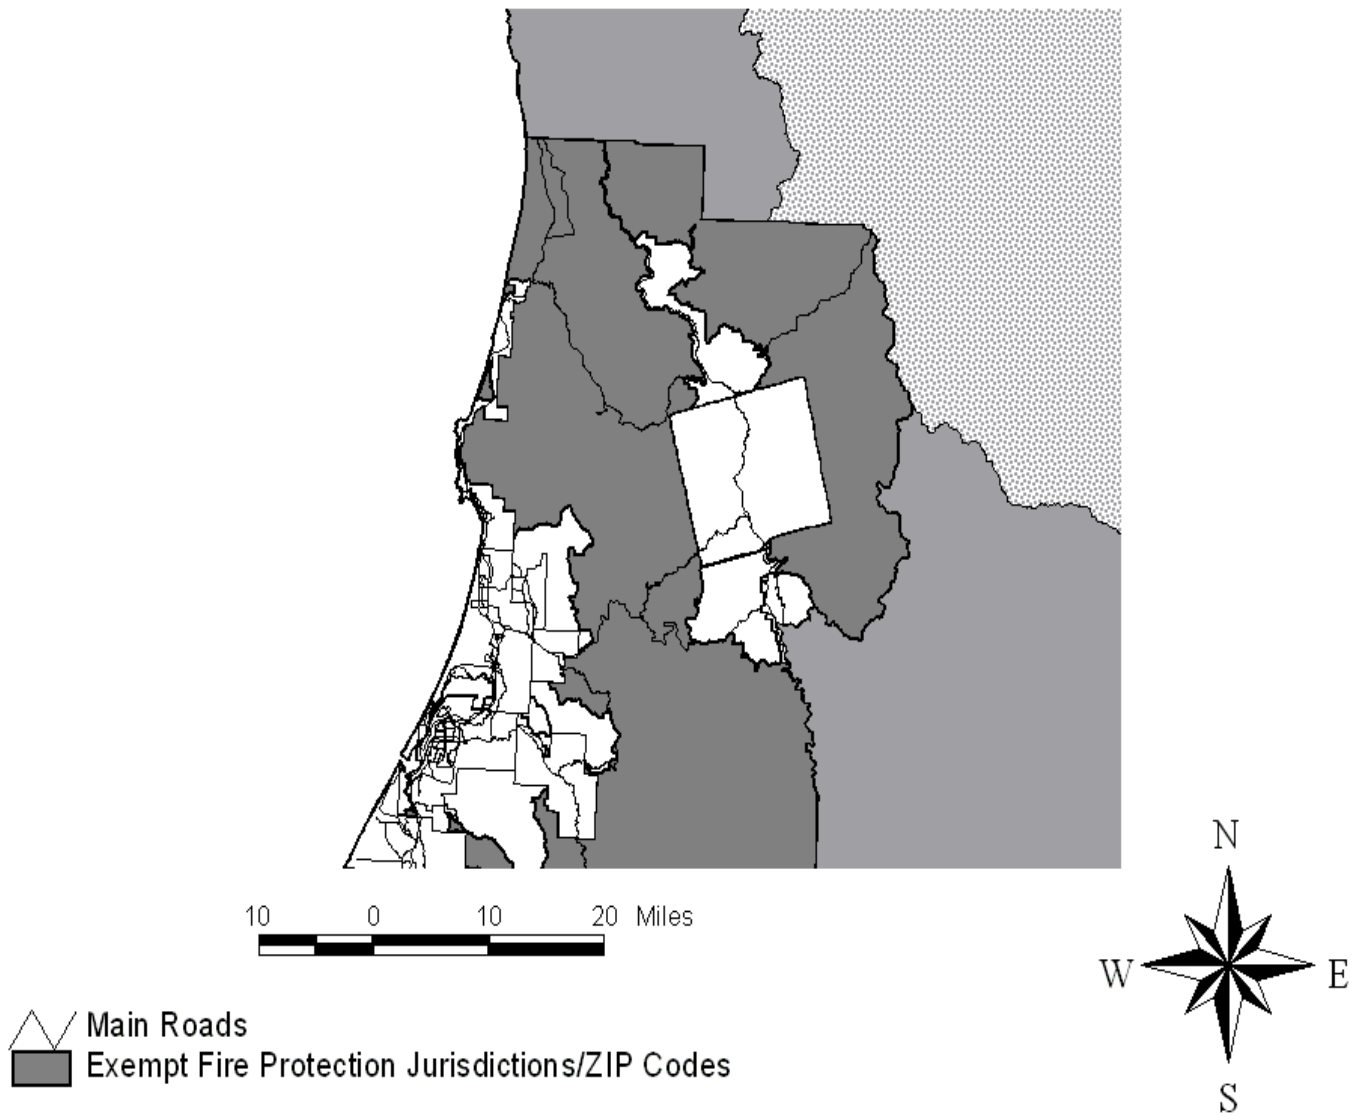 N
10 0 10 20 Miles
W E
Main Roads
Exempt Fire Protection Jurisdictions/ZIP Codes
S